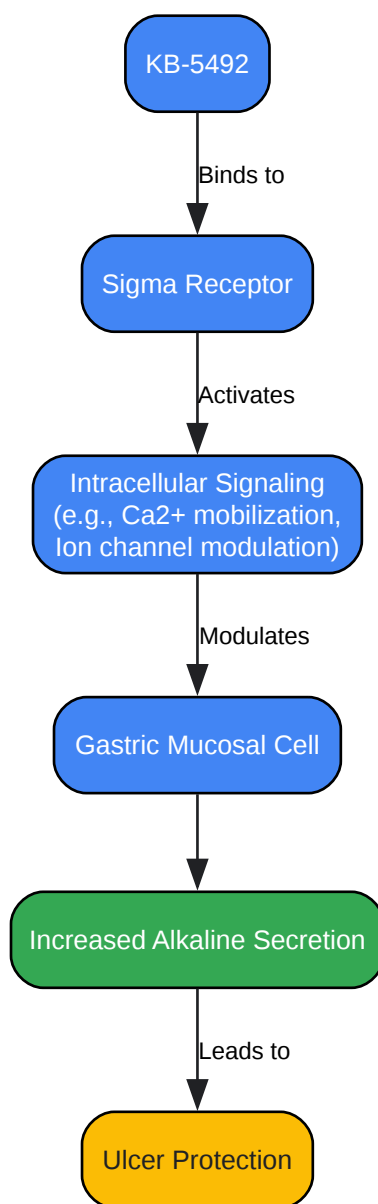 KB-5492
Binds to
Sigma Receptor
Activates
Intracellular Signaling
(e.g., Ca2+ mobilization,
Ion channel modulation)
Modulates
Gastric Mucosal Cell
Increased Alkaline Secretion
Leads to
Ulcer Protection